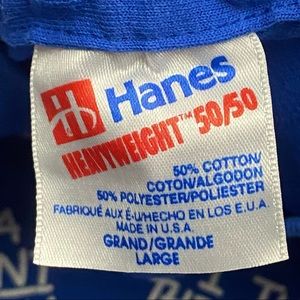 Hanes
HEAVYWEIGHT™ 50/50
50% COTTON/
COTON/ALGODON
50% POLYESTER/POLIESTER
FABRIQUÉ AUX É-U/HECHO EN LOS E.U.A.
MADE IN U.S.A.
GRAND/GRANDE
LARGE